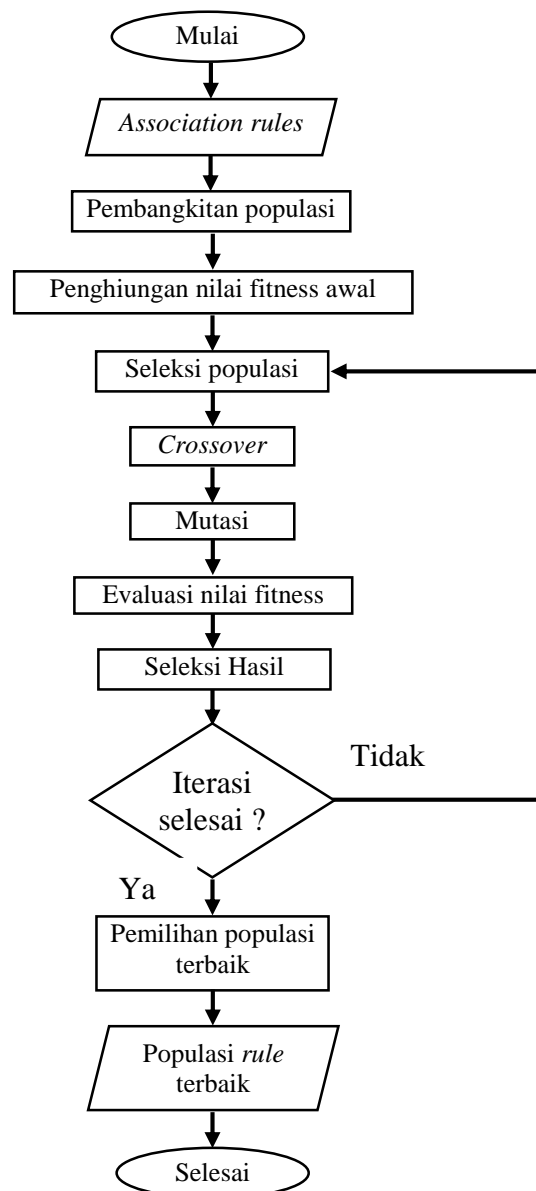 Mulai
Association rules
Pembangkitan populasi
Penghiungan nilai fitness awal
Seleksi populasi
Crossover
Mutasi
Evaluasi nilai fitness
Seleksi Hasil
Tidak
Iterasi
selesai ?
Ya
Pemilihan populasi
terbaik
Populasi rule
terbaik
Selesai